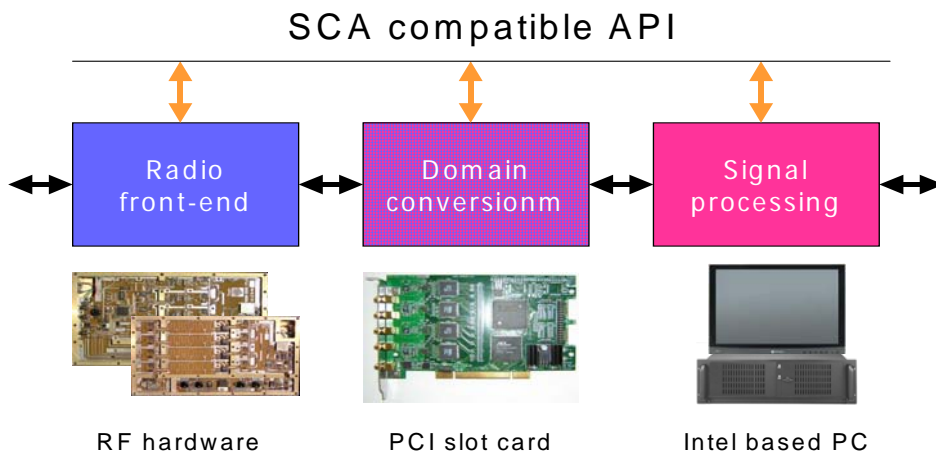 SCA compatible API
Radio
front-end
Domain
conversionm
Signal
processing
RF hardware
PCI slot card
Intel based PC